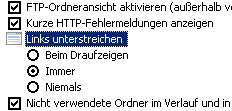 FTP-Ordneransicht aktivieren (außerhalb
Kurze HTTP-Fehlermeldungen anzeigen
Links unterstreichen
Beim Draufzeigen
Immer
Niemals
Nicht verwendete Ordner im Verlauf und in